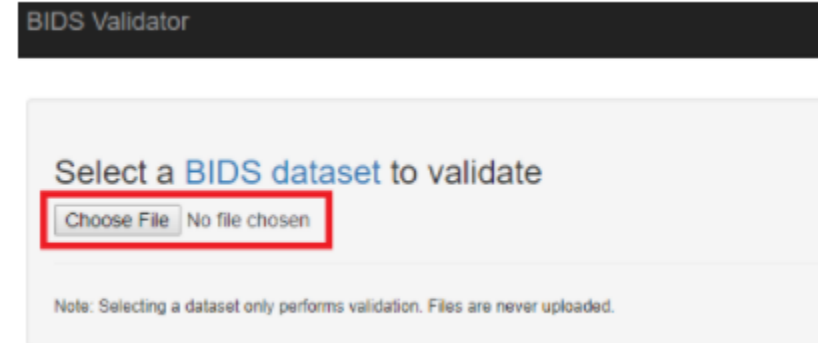 BIDS Validator
Select a BIDS dataset to validate
Choose File No file chosen
Note: Selecting a dataset only performs validation. Files are never uploaded.